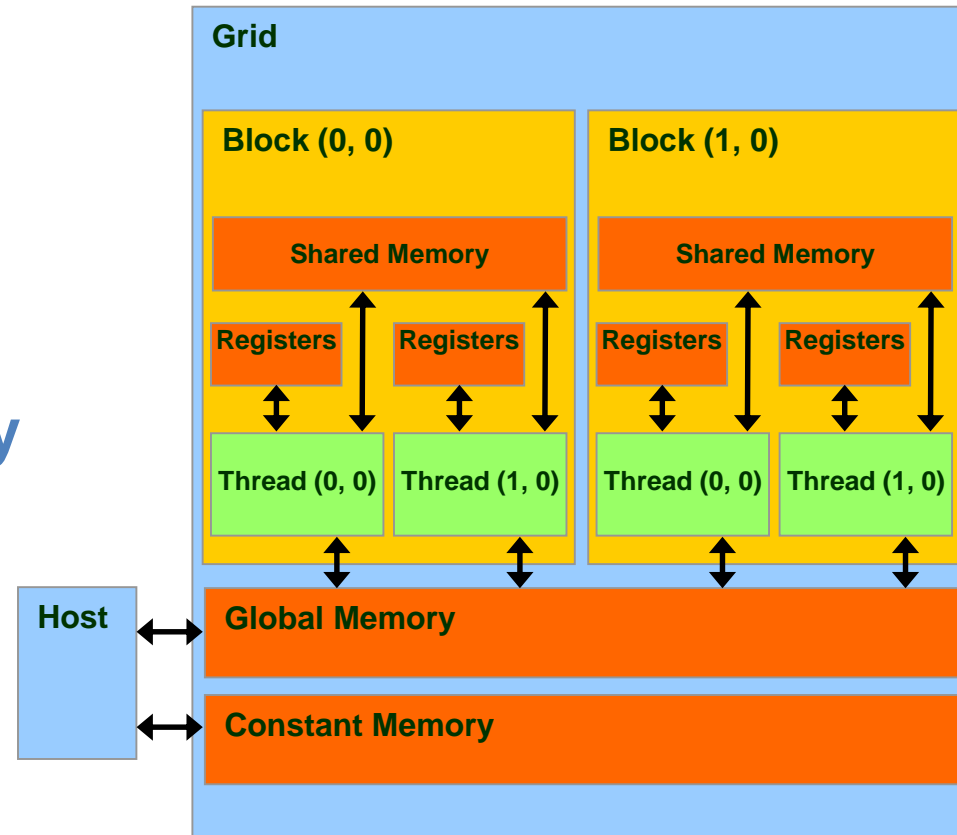 Grid
Block (0, 0)
Block (1, 0)
Shared Memory
Shared Memory
Registers
Registers
Registers
Registers
y
Thread (0, 0)
Thread (1, 0)
Thread (0, 0)
Thread (1, 0)
Host
Global Memory
Constant Memory